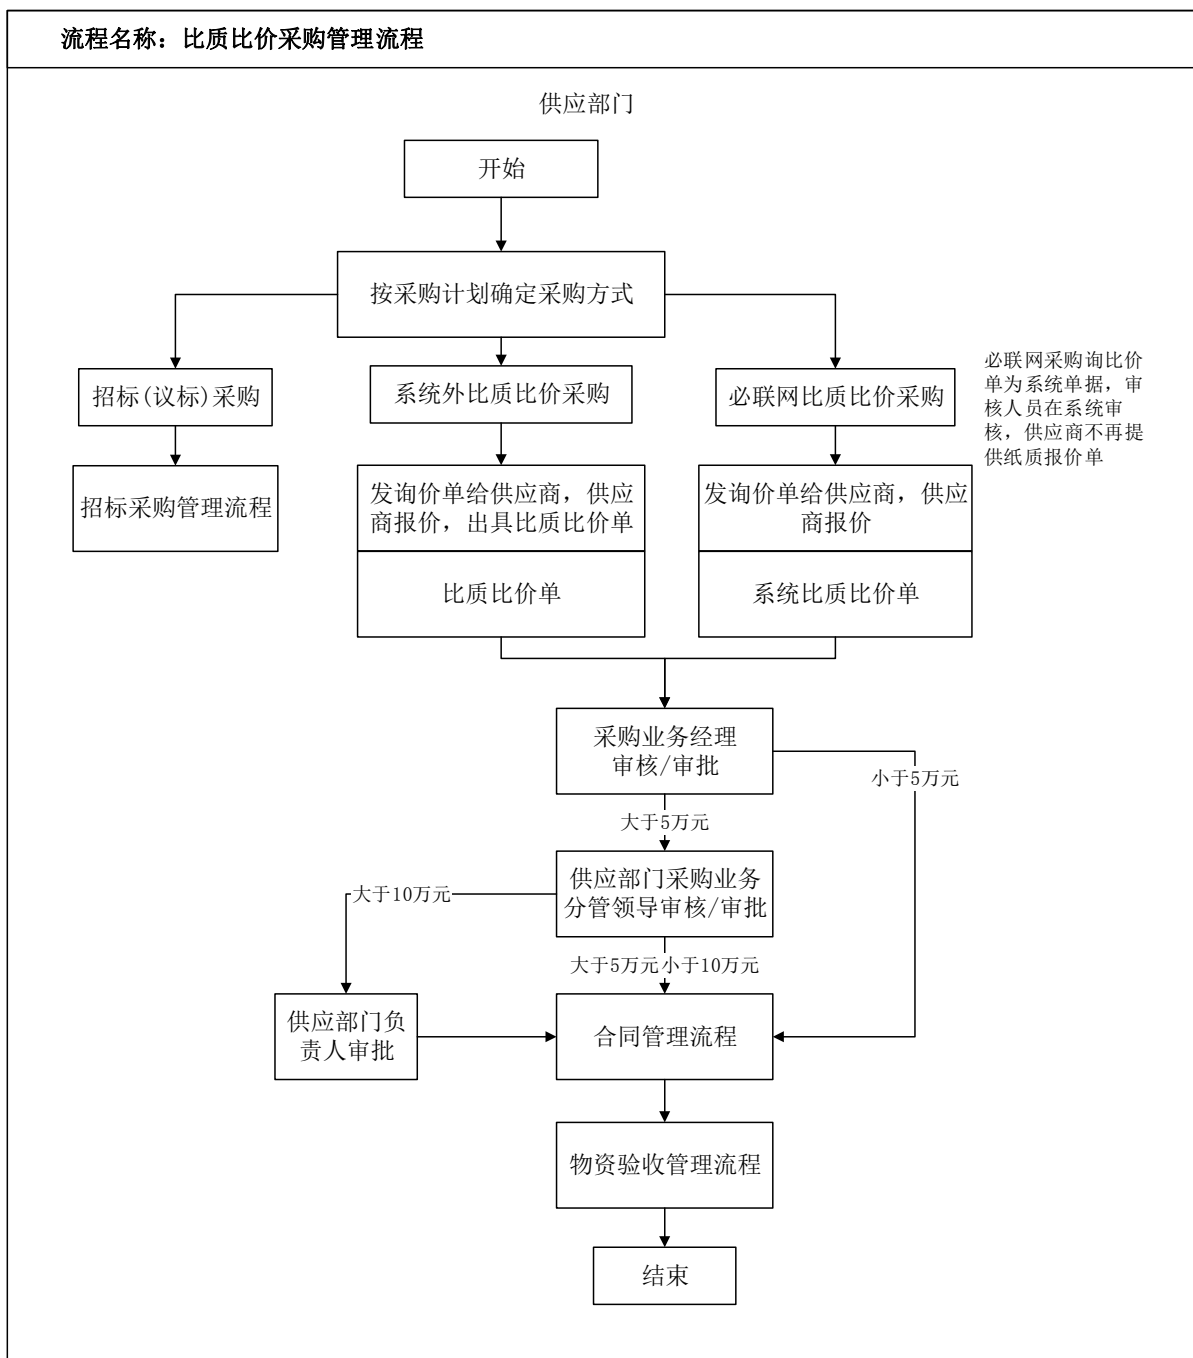 流程名称：比质比价采购管理流程
供应部门
开始
按采购计划确定采购方式
招标(议标)采购
系统外比质比价采购
必联网比质比价采购
必联网采购询比价
单为系统单据，审
核人员在系统审
核，供应商不再提
供纸质报价单
招标采购管理流程
发询价单给供应商，供应
商报价，出具比质比价单
发询价单给供应商，供应
商报价
比质比价单
系统比质比价单
采购业务经理
审核/审批
小于5万元
大于5万元
供应部门采购业务
分管领导审核/审批
大于10万元
大于5万元小于10万元
供应部门负
责人审批
合同管理流程
物资验收管理流程
结束